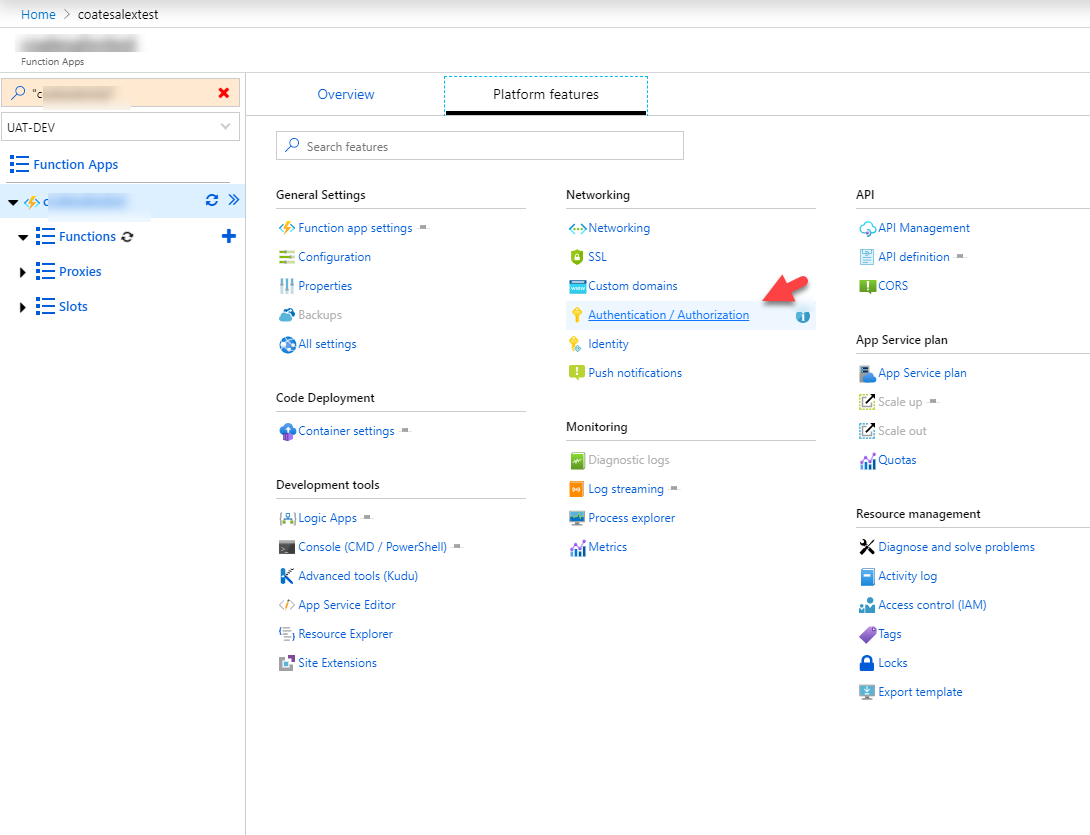 Home > coatesalextest
Function Apps
"c
UAT-DEV
Function Apps
c
Functions
Proxies
Slots
Overview
Platform features
Search features
General Settings
Function app settings
Configuration
Properties
Backups
All settings
Code Deployment
Container settings
Development tools
Logic Apps
Console (CMD / PowerShell)
Advanced tools (Kudu)
App Service Editor
Resource Explorer
Site Extensions
Networking
Networking
SSL
Custom domains
Authentication / Authorization
Identity
Push notifications
Monitoring
Diagnostic logs
Log streaming
Process explorer
Metrics
API
API Management
API definition
CORS
App Service plan
App Service plan
Scale up
Scale out
Quotas
Resource management
Diagnose and solve problems
Activity log
Access control (IAM)
Tags
Locks
Export template